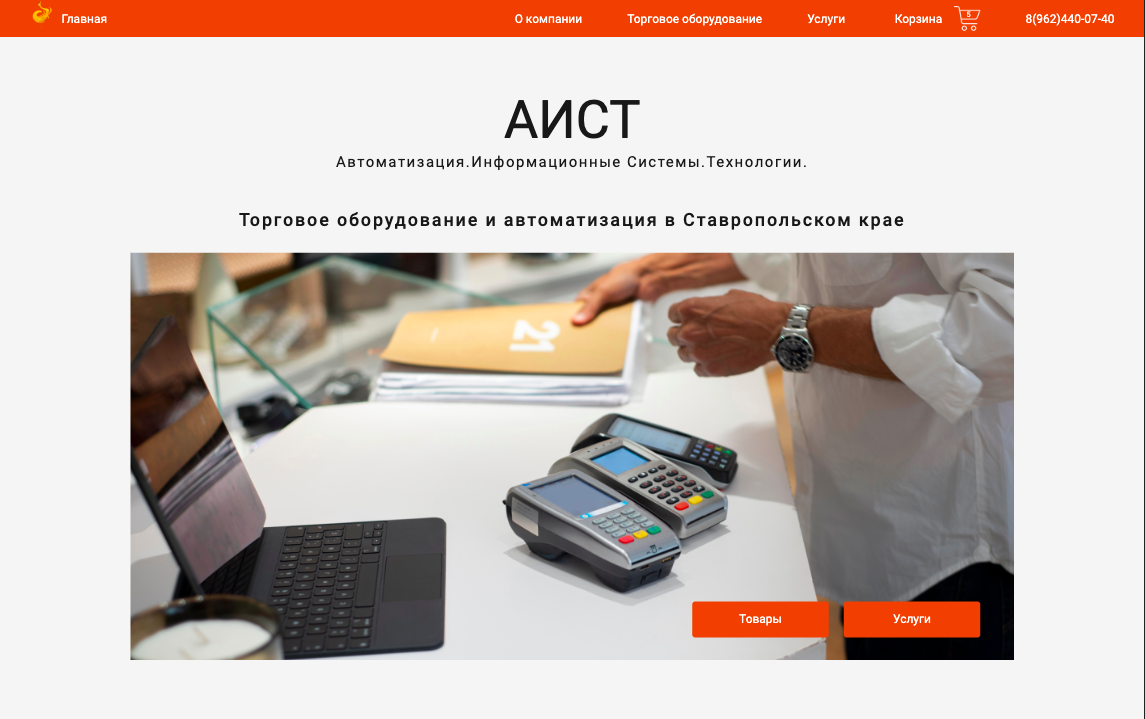 Главная О компании Торговое оборудование Услуги Корзина 5 8(962)440-07-40
АИСТ
Автоматизация.Информационные Системы.Технологии.
Торговое оборудование и автоматизация в Ставропольском крае
21
Товары Услуги